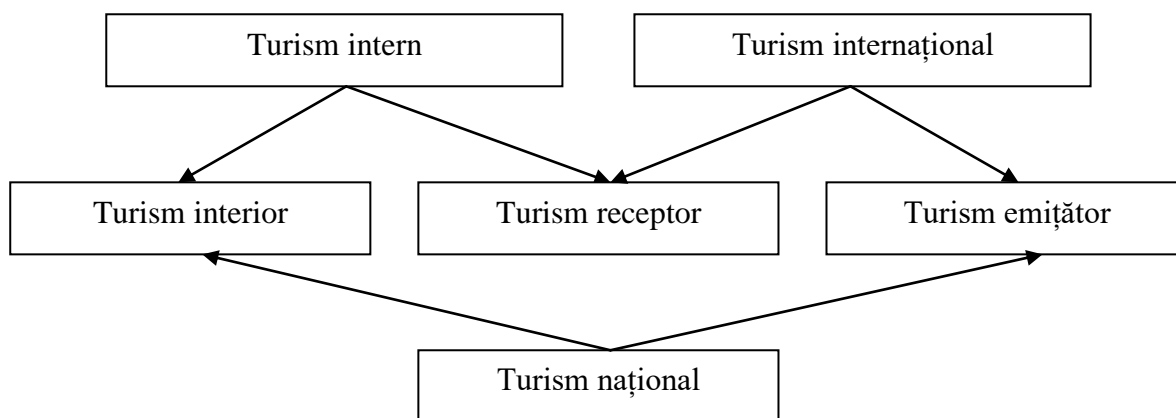 Turism intern
Turism internațional
Turism interior
Turism receptor
Turism emițător
Turism național